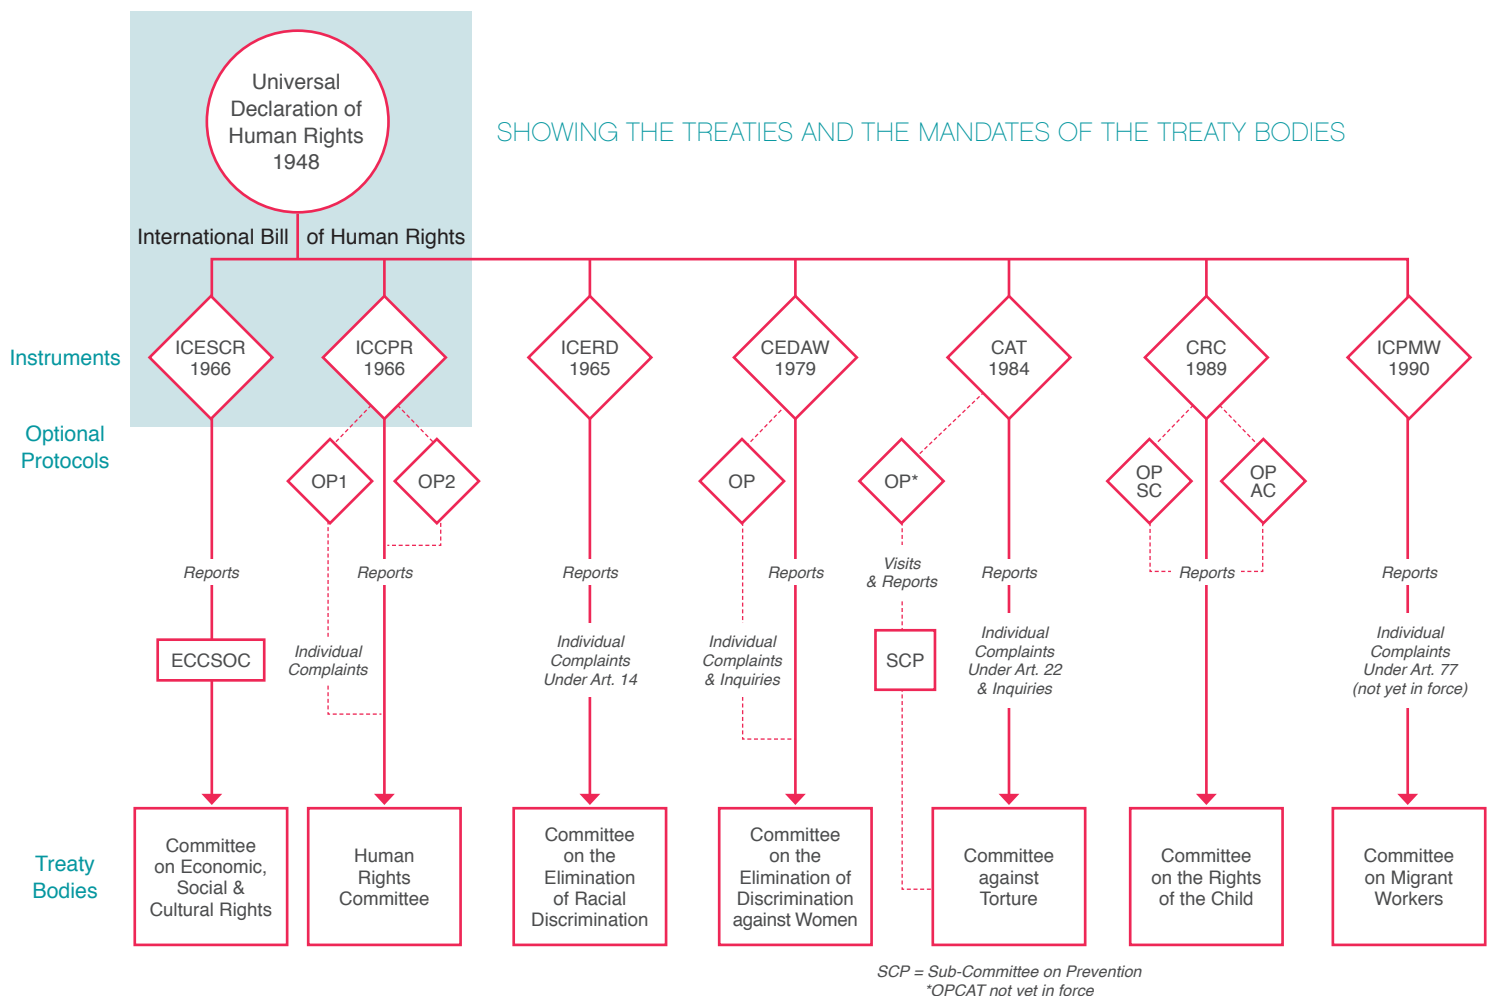 Universal
Declaration of
Human Rights
1948
SHOWING THE TREATIES AND THE MANDATES OF THE TREATY BODIES
International Bill of Human Rights
Instruments
ICESCR
1966
ICCPR
1966
ICERD
1965
CEDAW
1979
CAT
1984
CRC
1989
ICPMW
1990
Optional
Protocols
OP1
OP2
OP
OP*
OP
SC
OP
AC
Reports
Reports
Reports
Reports
Visits
& Reports
Reports
Reports
Reports
ECCSOC
Individual
Complaints
Individual
Complaints
Under Art. 14
Individual
Complaints
& Inquiries
SCP
Individual
Complaints
Under Art. 22
& Inquiries
Individual
Complaints
Under Art. 77
(not yet in force)
Treaty
Bodies
Committee
on Economic,
Social &
Cultural Rights
Human
Rights
Committee
Committee
on the
Elimination
of Racial
Discrimination
Committee
on the
Elimination of
Discrimination
against Women
Committee
against
Torture
Committee
on the Rights
of the Child
Committee
on Migrant
Workers
SCP = Sub-Committee on Prevention
*OPCAT not yet in force